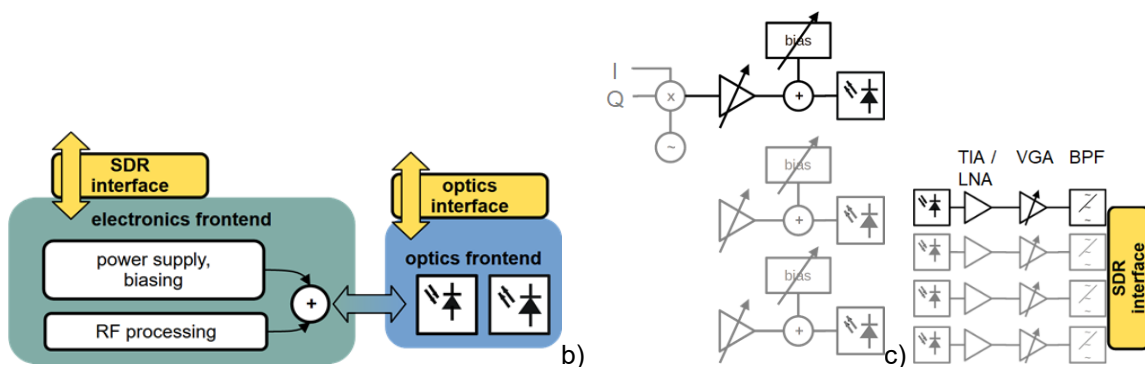 SDR
interface
electronics frontend
power supply,
biasing
RF processing
+
optics
interface
optics frontend
b)
I
Q
x
~
bias
+
bias
+
bias
+
c)
TIA /
LNA
VGA
BPF
SDR
interface